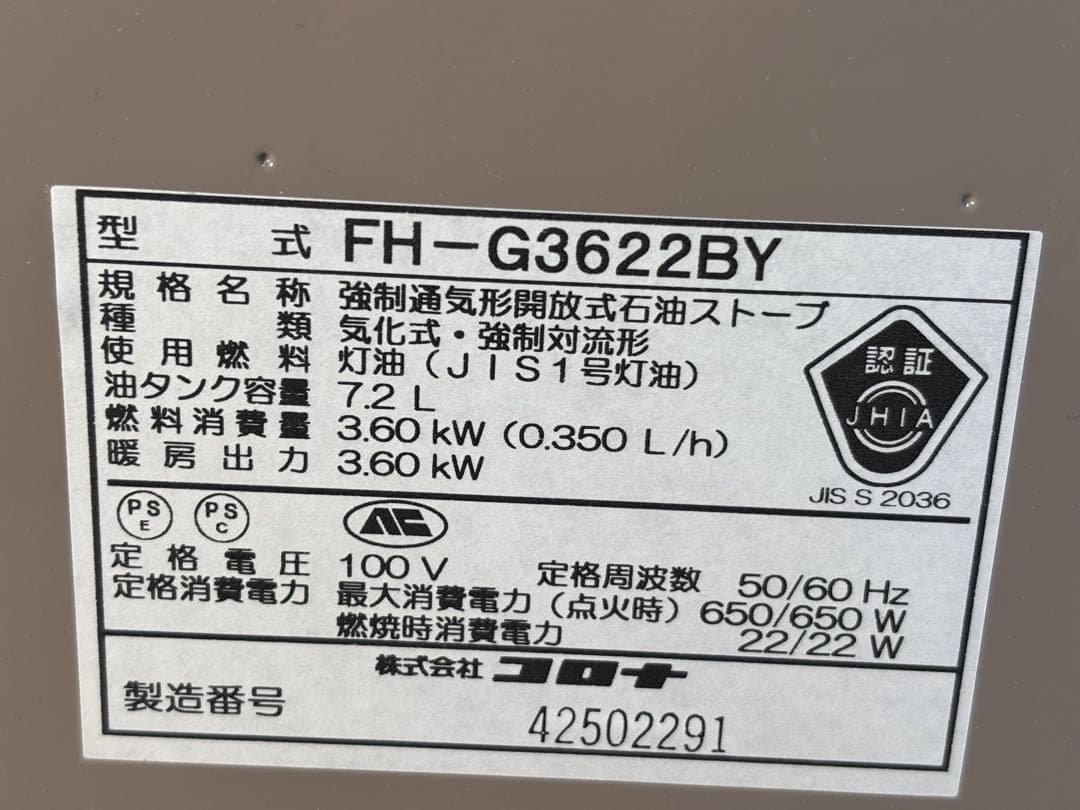 型式 FH-G3622BY
規格名称 強制通気形開放式石油ストーブ
種類 気化式・強制対流形
使用燃料 灯油(JIS1号灯油)
油タンク容量 7.2 L
燃料消費量 3.60 kW (0.350 L/h)
暖房出力 3.60 kW
認証
JHIA
JIS S 2036
PS E PS C
定格電圧 100 V 定格周波数 50/60 Hz
定格消費電力 最大消費電力(点火時) 650/650 W
燃焼時消費電力 22/22 W
株式会社 コロナ
製造番号 42502291